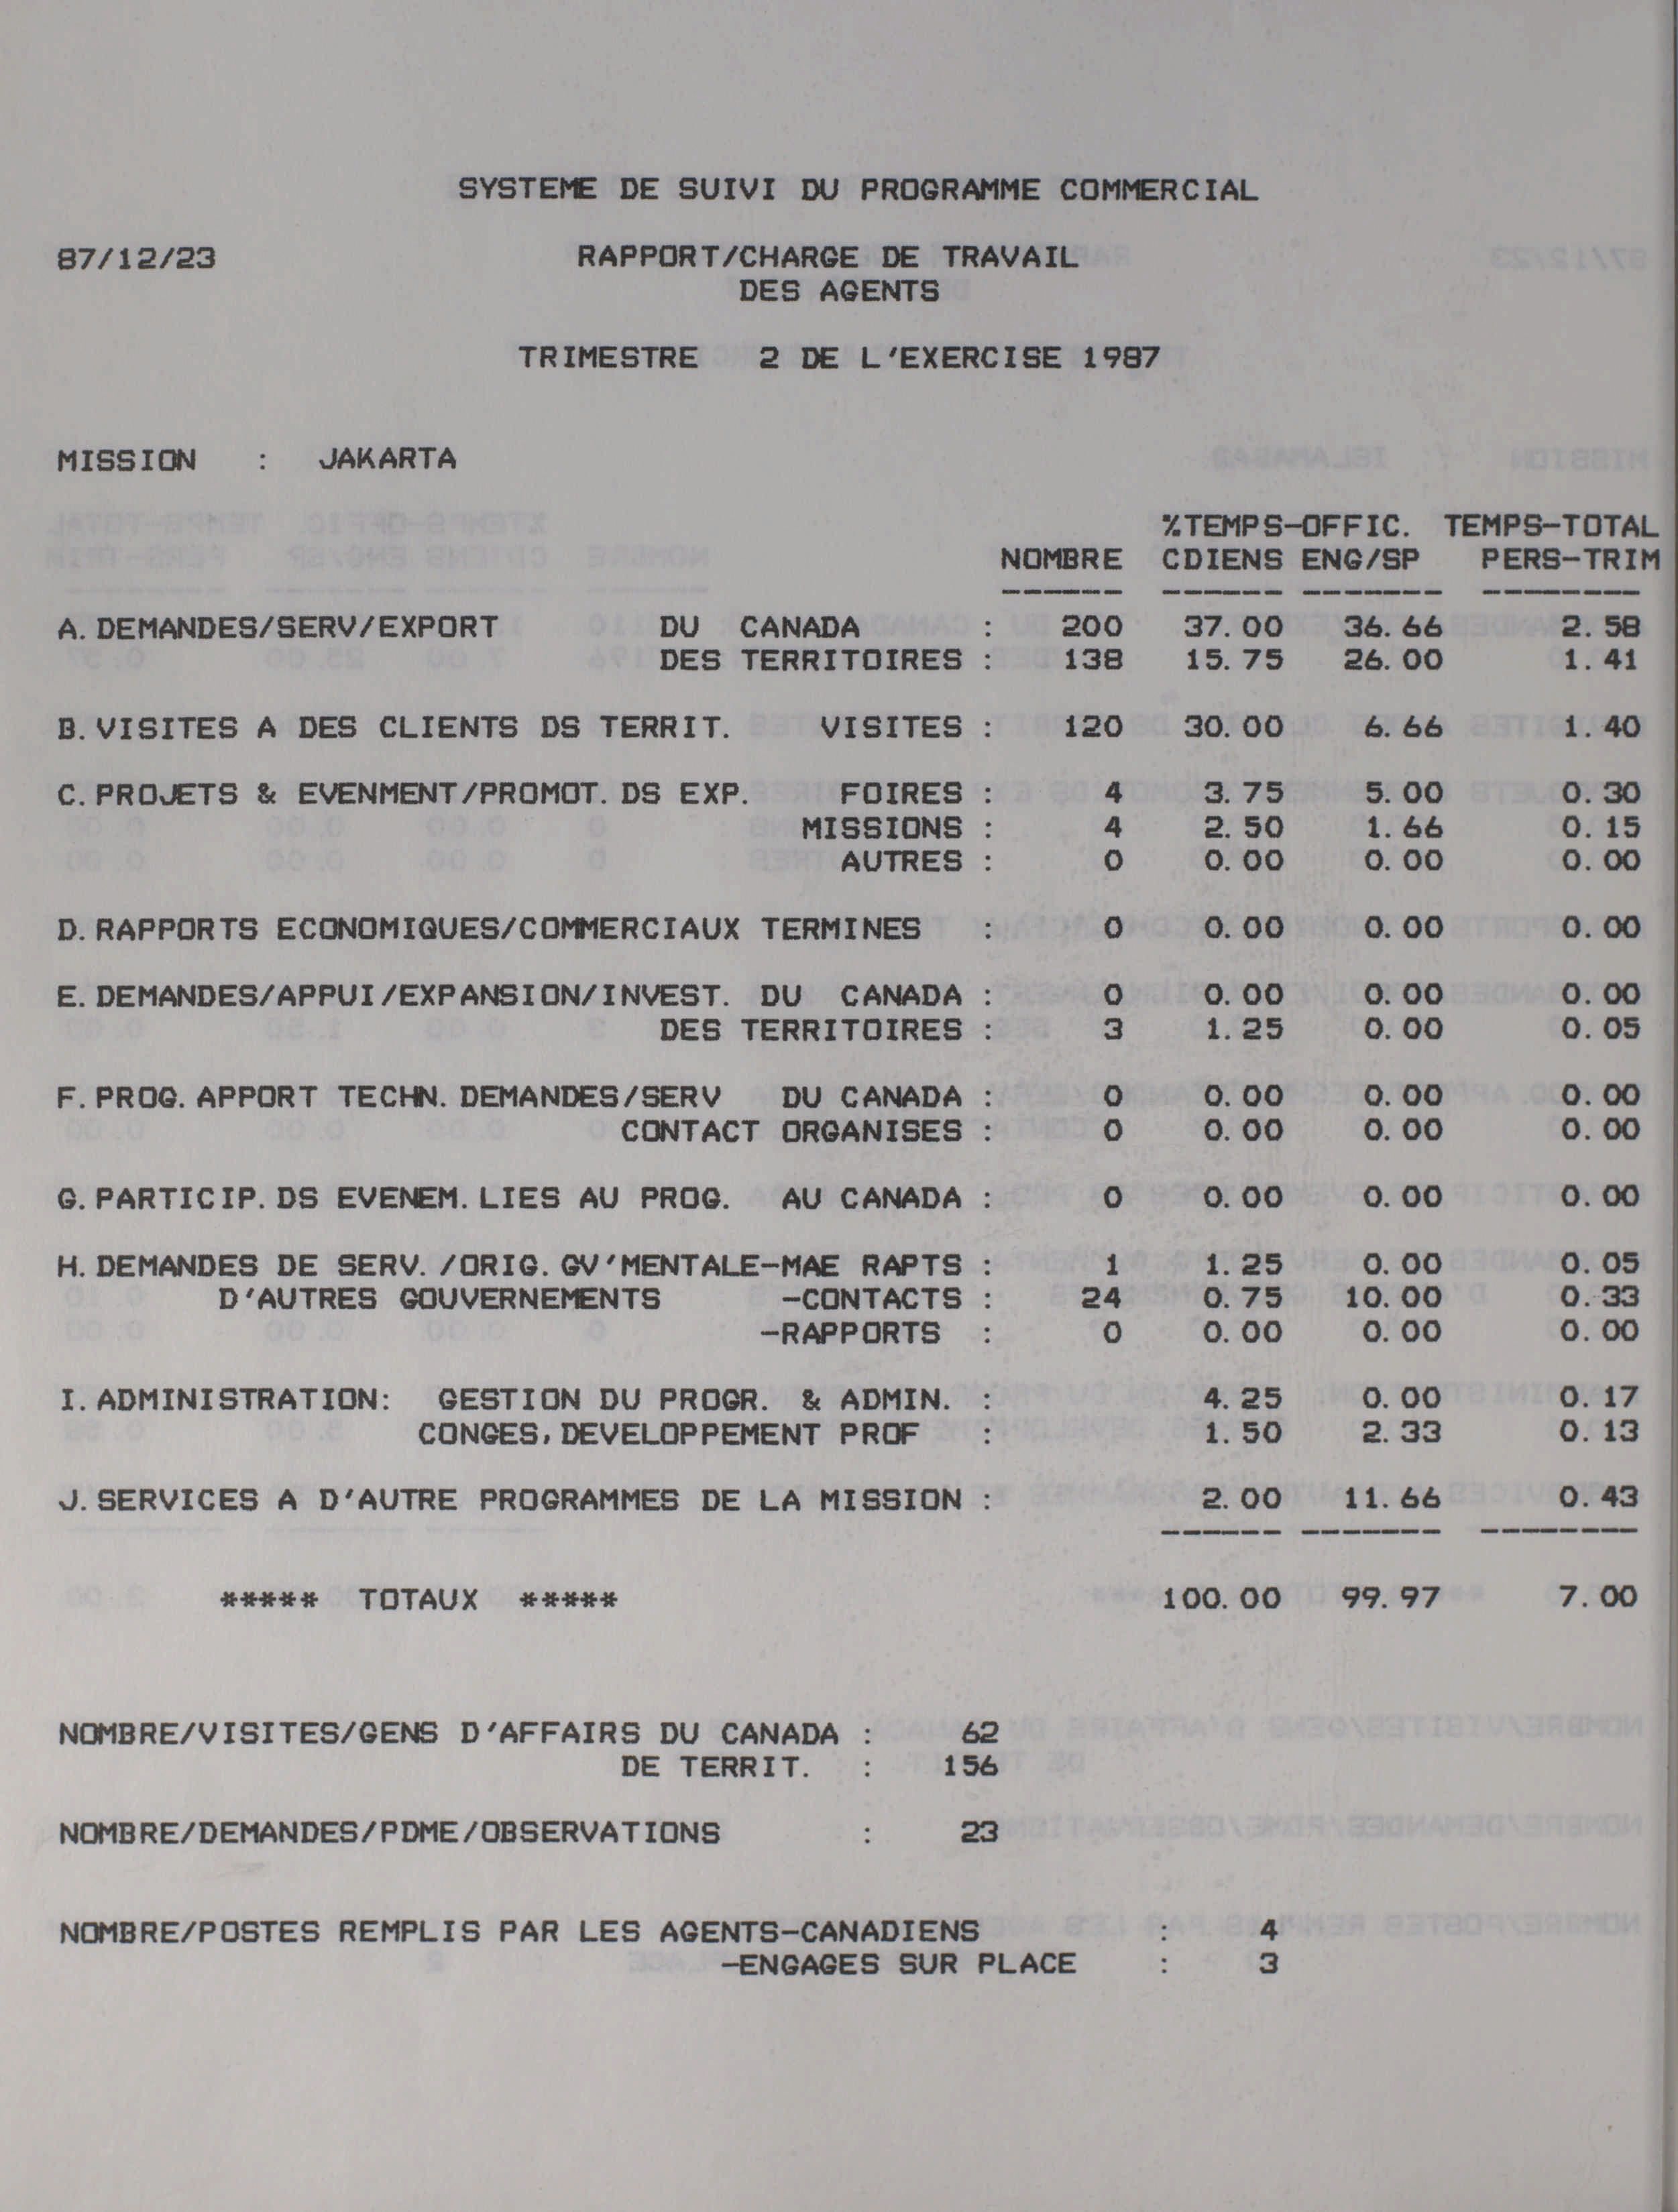 SYSTEME DE SUIVI DU PROGRAMME COMMERCIAL
87/12/23 RAPPORT/CHARGE DE TRAVAIL
DES AGENTS
TRIMESTRE 2 DE L'EXERCISE 1987
MISSION : JAKARTA
%TEMPS-OFFIC. TEMPS-TOTAL
NOMBRE CDIENS ENG/SP PERS-TRIM
------ ------ ------- --------
A. DEMANDES/SERV/EXPORT DU CANADA : 200 37.00 36.66 2.58
DES TERRITOIRES : 138 15.75 26.00 1.41
B. VISITES A DES CLIENTS DS TERRIT. VISITES : 120 30.00 6.66 1.40
C. PROJETS & EVENMENT/PROMOT. DS EXP. FOIRES : 4 3.75 5.00 0.30
MISSIONS : 4 2.50 1.66 0.15
AUTRES : 0 0.00 0.00 0.00
D. RAPPORTS ECONOMIQUES/COMMERCIAUX TERMINES : 0 0.00 0.00 0.00
E. DEMANDES/APPUI/EXPANSION/INVEST. DU CANADA : 0 0.00 0.00 0.00
DES TERRITOIRES : 3 1.25 0.00 0.05
F. PROG. APPORT TECHN. DEMANDES/SERV DU CANADA : 0 0.00 0.00 0.00
CONTACT ORGANISES : 0 0.00 0.00 0.00
G. PARTICIP. DS EVENEM. LIES AU PROG. AU CANADA : 0 0.00 0.00 0.00
H. DEMANDES DE SERV. /ORIG. GV'MENTALE-MAE RAPTS : 1 1.25 0.00 0.05
D'AUTRES GOUVERNEMENTS -CONTACTS : 24 0.75 10.00 0.33
-RAPPORTS : 0 0.00 0.00 0.00
I. ADMINISTRATION: GESTION DU PROGR. & ADMIN. : 4.25 0.00 0.17
CONGES, DEVELOPPEMENT PROF : 1.50 2.33 0.13
J. SERVICES A D'AUTRE PROGRAMMES DE LA MISSION : 2.00 11.66 0.43
------ ------- --------
***** TOTAUX ***** 100.00 99.97 7.00
NOMBRE/VISITES/GENS D'AFFAIRS DU CANADA : 62
DE TERRIT. : 156
NOMBRE/DEMANDES/PDME/OBSERVATIONS : 23
NOMBRE/POSTES REMPLIS PAR LES AGENTS-CANADIENS : 4
-ENGAGES SUR PLACE : 3